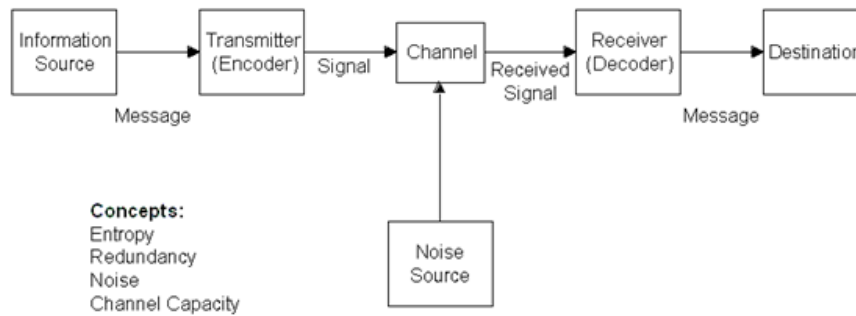 Information
Source
Transmitter
(Encoder)
Channel
Receiver
(Decoder)
Destination
Signal
Received
Signal
Message
Message
Concepts:
Entropy
Redundancy
Noise
Channel Capacity
Noise
Source